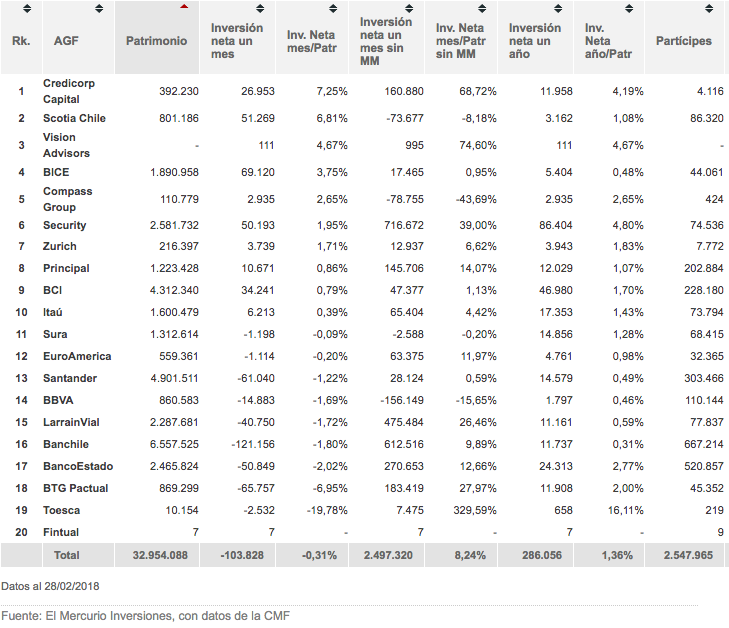 Rk. AGF Patrimonio Inversión neta un mes Inv. Neta mes/Patr Inversión neta un mes sin MM Inv. Neta mes/Patr sin MM Inversión neta un año Inv. Neta año/Patr Partícipes
1 Credicorp Capital 392.230 26.953 7,25% 160.880 68,72% 11.958 4,19% 4.116
2 Scotia Chile 801.186 51.269 6,81% -73.677 -8,18% 3.162 1,08% 86.320
3 Vision Advisors - 111 4,67% 995 74,60% 111 4,67% -
4 BICE 1.890.958 69.120 3,75% 17.465 0,95% 5.404 0,48% 44.061
5 Compass Group 110.779 2.935 2,65% -78.755 -43,69% 2.935 2,65% 424
6 Security 2.581.732 50.193 1,95% 716.672 39,00% 86.404 4,80% 74.536
7 Zurich 216.397 3.739 1,71% 12.937 6,62% 3.943 1,83% 7.772
8 Principal 1.223.428 10.671 0,86% 145.706 14,07% 12.029 1,07% 202.884
9 BCI 4.312.340 34.241 0,79% 47.377 1,13% 46.980 1,70% 228.180
10 Itaú 1.600.479 6.213 0,39% 65.404 4,42% 17.353 1,43% 73.794
11 Sura 1.312.614 -1.198 -0,09% -2.588 -0,20% 14.856 1,28% 68.415
12 EuroAmerica 559.361 -1.114 -0,20% 63.375 11,97% 4.761 0,98% 32.365
13 Santander 4.901.511 -61.040 -1,22% 28.124 0,59% 14.579 0,49% 303.466
14 BBVA 860.583 -14.883 -1,69% -156.149 -15,65% 1.797 0,46% 110.144
15 LarrainVial 2.287.681 -40.750 -1,72% 475.484 26,46% 11.161 0,59% 77.837
16 Banchile 6.557.525 -121.156 -1,80% 612.516 9,89% 11.737 0,31% 667.214
17 BancoEstado 2.465.824 -50.849 -2,02% 270.653 12,66% 24.313 2,77% 520.857
18 BTG Pactual 869.299 -65.757 -6,95% 183.419 27,97% 11.908 2,00% 45.352
19 Toesca 10.154 -2.532 -19,78% 7.475 329,59% 658 16,11% 219
20 Fintual 7 7 - 7 - 7 - 9
Total 32.954.088 -103.828 -0,31% 2.497.320 8,24% 286.056 1,36% 2.547.965
Datos al 28/02/2018
Fuente: El Mercurio Inversiones, con datos de la CMF